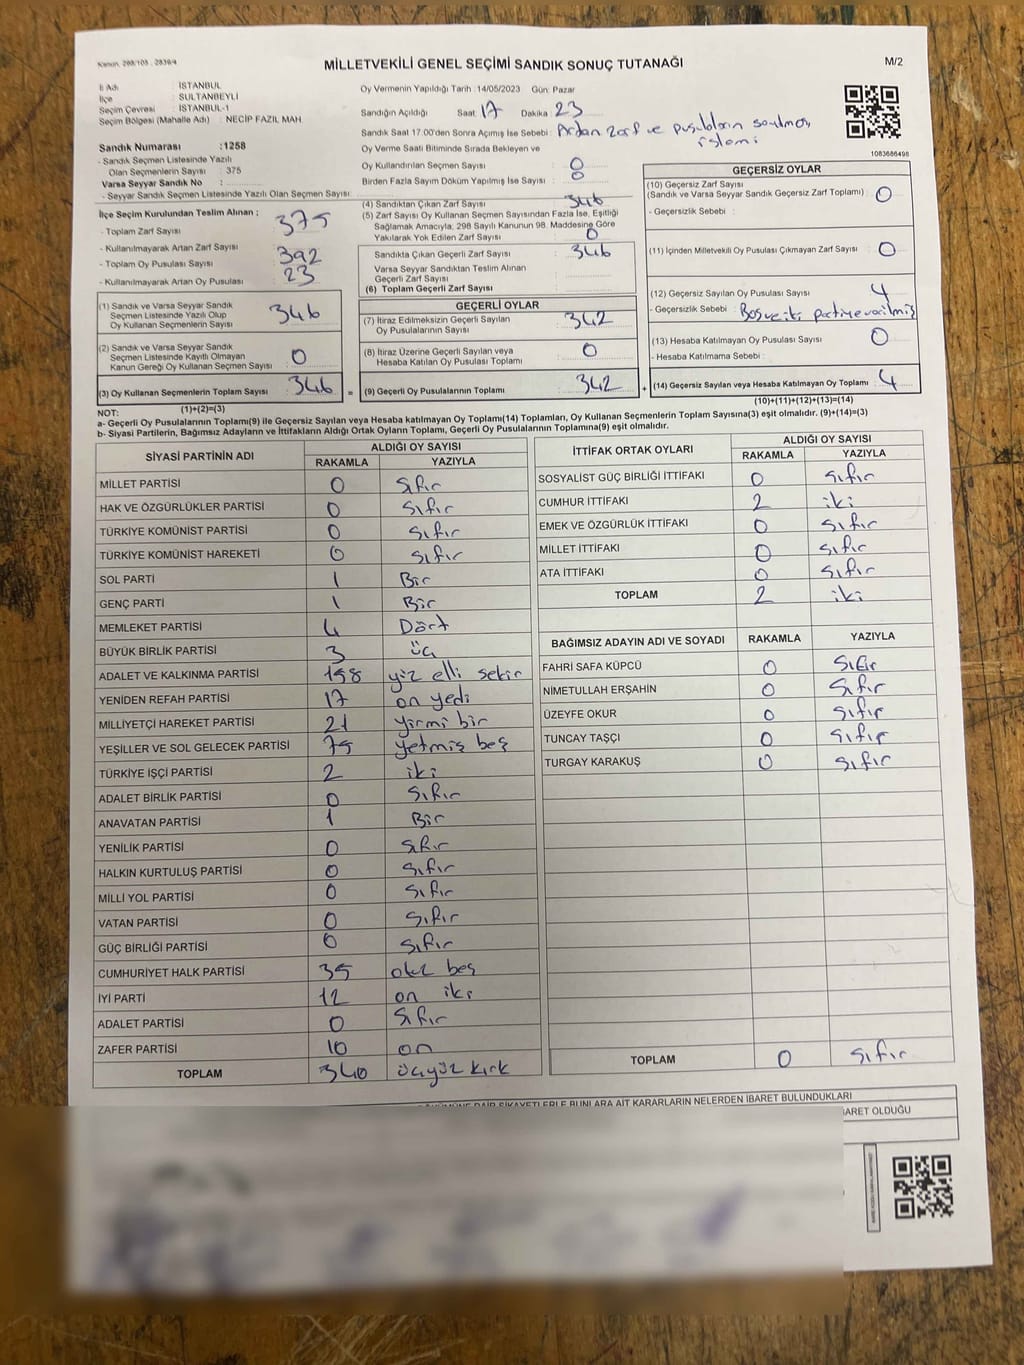 Kanun, 298/105 , 2839/4
MİLLETVEKİLİ GENEL SEÇİMİ SANDIK SONUÇ TUTANAĞI
M/2
İl Adı : İSTANBUL
İlçe : SULTANBEYLİ
Seçim Çevresi : İSTANBUL-1
Seçim Bölgesi (Mahalle Adı) : NECİP FAZIL MAH.
Sandık Numarası :1258
- Sandık Seçmen Listesinde Yazılı
Olan Seçmenlerin Sayısı : 375
Varsa Seyyar Sandık No :
- Seyyar Sandık Seçmen Listesinde Yazılı Olan Seçmen Sayısı:
Oy Vermenin Yapıldığı Tarih :14/05/2023 Gün: Pazar
Sandığın Açıldığı Saat: 17 Dakika: 23
Sandık Saat 17.00'den Sonra Açımış İse Sebebi : Artan zarf ve pusulaların sayılması
işlemi
Oy Verme Saati Bitiminde Sırada Bekleyen ve
Oy Kullandırılan Seçmen Sayısı : 0
Birden Fazla Sayım Döküm Yapılmış İse Sayısı : 0
1083686498
İlçe Seçim Kurulundan Teslim Alınan ;
- Toplam Zarf Sayısı : 375
- Kullanılmayarak Artan Zarf Sayısı
- Toplam Oy Pusulası Sayısı 392
- Kullanılmayarak Artan Oy Pusulası 23
(4) Sandıktan Çıkan Zarf Sayısı : 346
(5) Zarf Sayısı Oy Kullanan Seçmen Sayısından Fazla İse, Eşitliği
Sağlamak Amacıyla; 298 Sayılı Kanunun 98. Maddesine Göre
Yakılarak Yok Edilen Zarf Sayısı : 0
Sandıkta Çıkan Geçerli Zarf Sayısı : 346
Varsa Seyyar Sandıktan Teslim Alınan
Geçerli Zarf Sayısı
(6) Toplam Geçerli Zarf Sayısı :
GEÇERSİZ OYLAR
(10) Geçersiz Zarf Sayısı
(Sandık ve Varsa Seyyar Sandık Geçersiz Zarf Toplamı) : 0
- Geçersizlik Sebebi :
(11) İçinden Milletvekili Oy Pusulası Çıkmayan Zarf Sayısı : 0
(12) Geçersiz Sayılan Oy Pusulası Sayısı : 4
- Geçersizlik Sebebi : Boş ve iki partiye verilmiş
(13) Hesaba Katılmayan Oy Pusulası Sayısı : 0
- Hesaba Katılmama Sebebi :
(14) Geçersiz Sayılan veya Hesaba Katılmayan Oy Toplamı : 4
(10)+(11)+(12)+(13)=(14)
(1) Sandık ve Varsa Seyyar Sandık
Seçmen Listesinde Yazılı Olup
Oy Kullanan Seçmenlerin Sayısı : 346
(2) Sandık ve Varsa Seyyar Sandık
Seçmen Listesinde Kayıtlı Olmayan
Kanun Gereği Oy Kullanan Seçmen Sayısı : 0
(3) Oy Kullanan Seçmenlerin Toplam Sayısı : 346 =
(1)+(2)=(3)
GEÇERLİ OYLAR
(7) İtiraz Edilmeksizin Geçerli Sayılan
Oy Pusulalarının Sayısı : 342
(8) İtiraz Üzerine Geçerli Sayılan veya
Hesaba Katılan Oy Pusulası Toplamı : 0
(9) Geçerli Oy Pusulalarının Toplamı : 342 +
NOT:
a- Geçerli Oy Pusulalarının Toplamı(9) ile Geçersiz Sayılan veya Hesaba katılmayan Oy Toplamı(14) Toplamları, Oy Kullanan Seçmenlerin Toplam Sayısına(3) eşit olmalıdır. (9)+(14)=(3)
b- Siyasi Partilerin, Bağımsız Adayların ve İttifakların Aldığı Ortak Oyların Toplamı, Geçerli Oy Pusulalarının Toplamına(9) eşit olmalıdır.
SİYASİ PARTİNİN ADI ALDIĞI OY SAYISI
RAKAMLA YAZIYLA
MİLLET PARTİSİ 0 Sıfır
HAK VE ÖZGÜRLÜKLER PARTİSİ 0 Sıfır
TÜRKİYE KOMÜNİST PARTİSİ 0 Sıfır
TÜRKİYE KOMÜNİST HAREKETİ 0 Sıfır
SOL PARTİ 1 Bir
GENÇ PARTİ 1 Bir
MEMLEKET PARTİSİ 4 Dört
BÜYÜK BİRLİK PARTİSİ 3 üç
ADALET VE KALKINMA PARTİSİ 158 yüz elli sekiz
YENİDEN REFAH PARTİSİ 17 on yedi
MİLLİYETÇİ HAREKET PARTİSİ 21 yirmi bir
YEŞİLLER VE SOL GELECEK PARTİSİ 75 yetmiş beş
TÜRKİYE İŞÇİ PARTİSİ 2 iki
ADALET BİRLİK PARTİSİ 0 Sıfır
ANAVATAN PARTİSİ 1 Bir
YENİLİK PARTİSİ 0 Sıfır
HALKIN KURTULUŞ PARTİSİ 0 Sıfır
MİLLİ YOL PARTİSİ 0 Sıfır
VATAN PARTİSİ 0 Sıfır
GÜÇ BİRLİĞİ PARTİSİ 0 Sıfır
CUMHURİYET HALK PARTİSİ 35 otuz beş
İYİ PARTİ 12 on iki
ADALET PARTİSİ 0 Sıfır
ZAFER PARTİSİ 10 on
TOPLAM 340 üçyüz kırk
İTTİFAK ORTAK OYLARI ALDIĞI OY SAYISI
RAKAMLA YAZIYLA
SOSYALİST GÜÇ BİRLİĞİ İTTİFAKI 0 Sıfır
CUMHUR İTTİFAKI 2 iki
EMEK VE ÖZGÜRLÜK İTTİFAKI 0 Sıfır
MİLLET İTTİFAKI 0 Sıfır
ATA İTTİFAKI 0 Sıfır
TOPLAM 2 iki
BAĞIMSIZ ADAYIN ADI VE SOYADI RAKAMLA YAZIYLA
FAHRİ SAFA KÜPCÜ 0 Sıfır
NİMETULLAH ERŞAHİN 0 Sıfır
ÜZEYFE OKUR 0 Sıfır
TUNCAY TAŞÇI 0 Sıfır
TURGAY KARAKUŞ 0 Sıfır
TOPLAM 0 Sıfır
DAİR ŞİKAYETLERLE BUNLARA AİT KARARLARIN NELERDEN İBARET BULUNDUKLARI
İBARET OLDUĞU